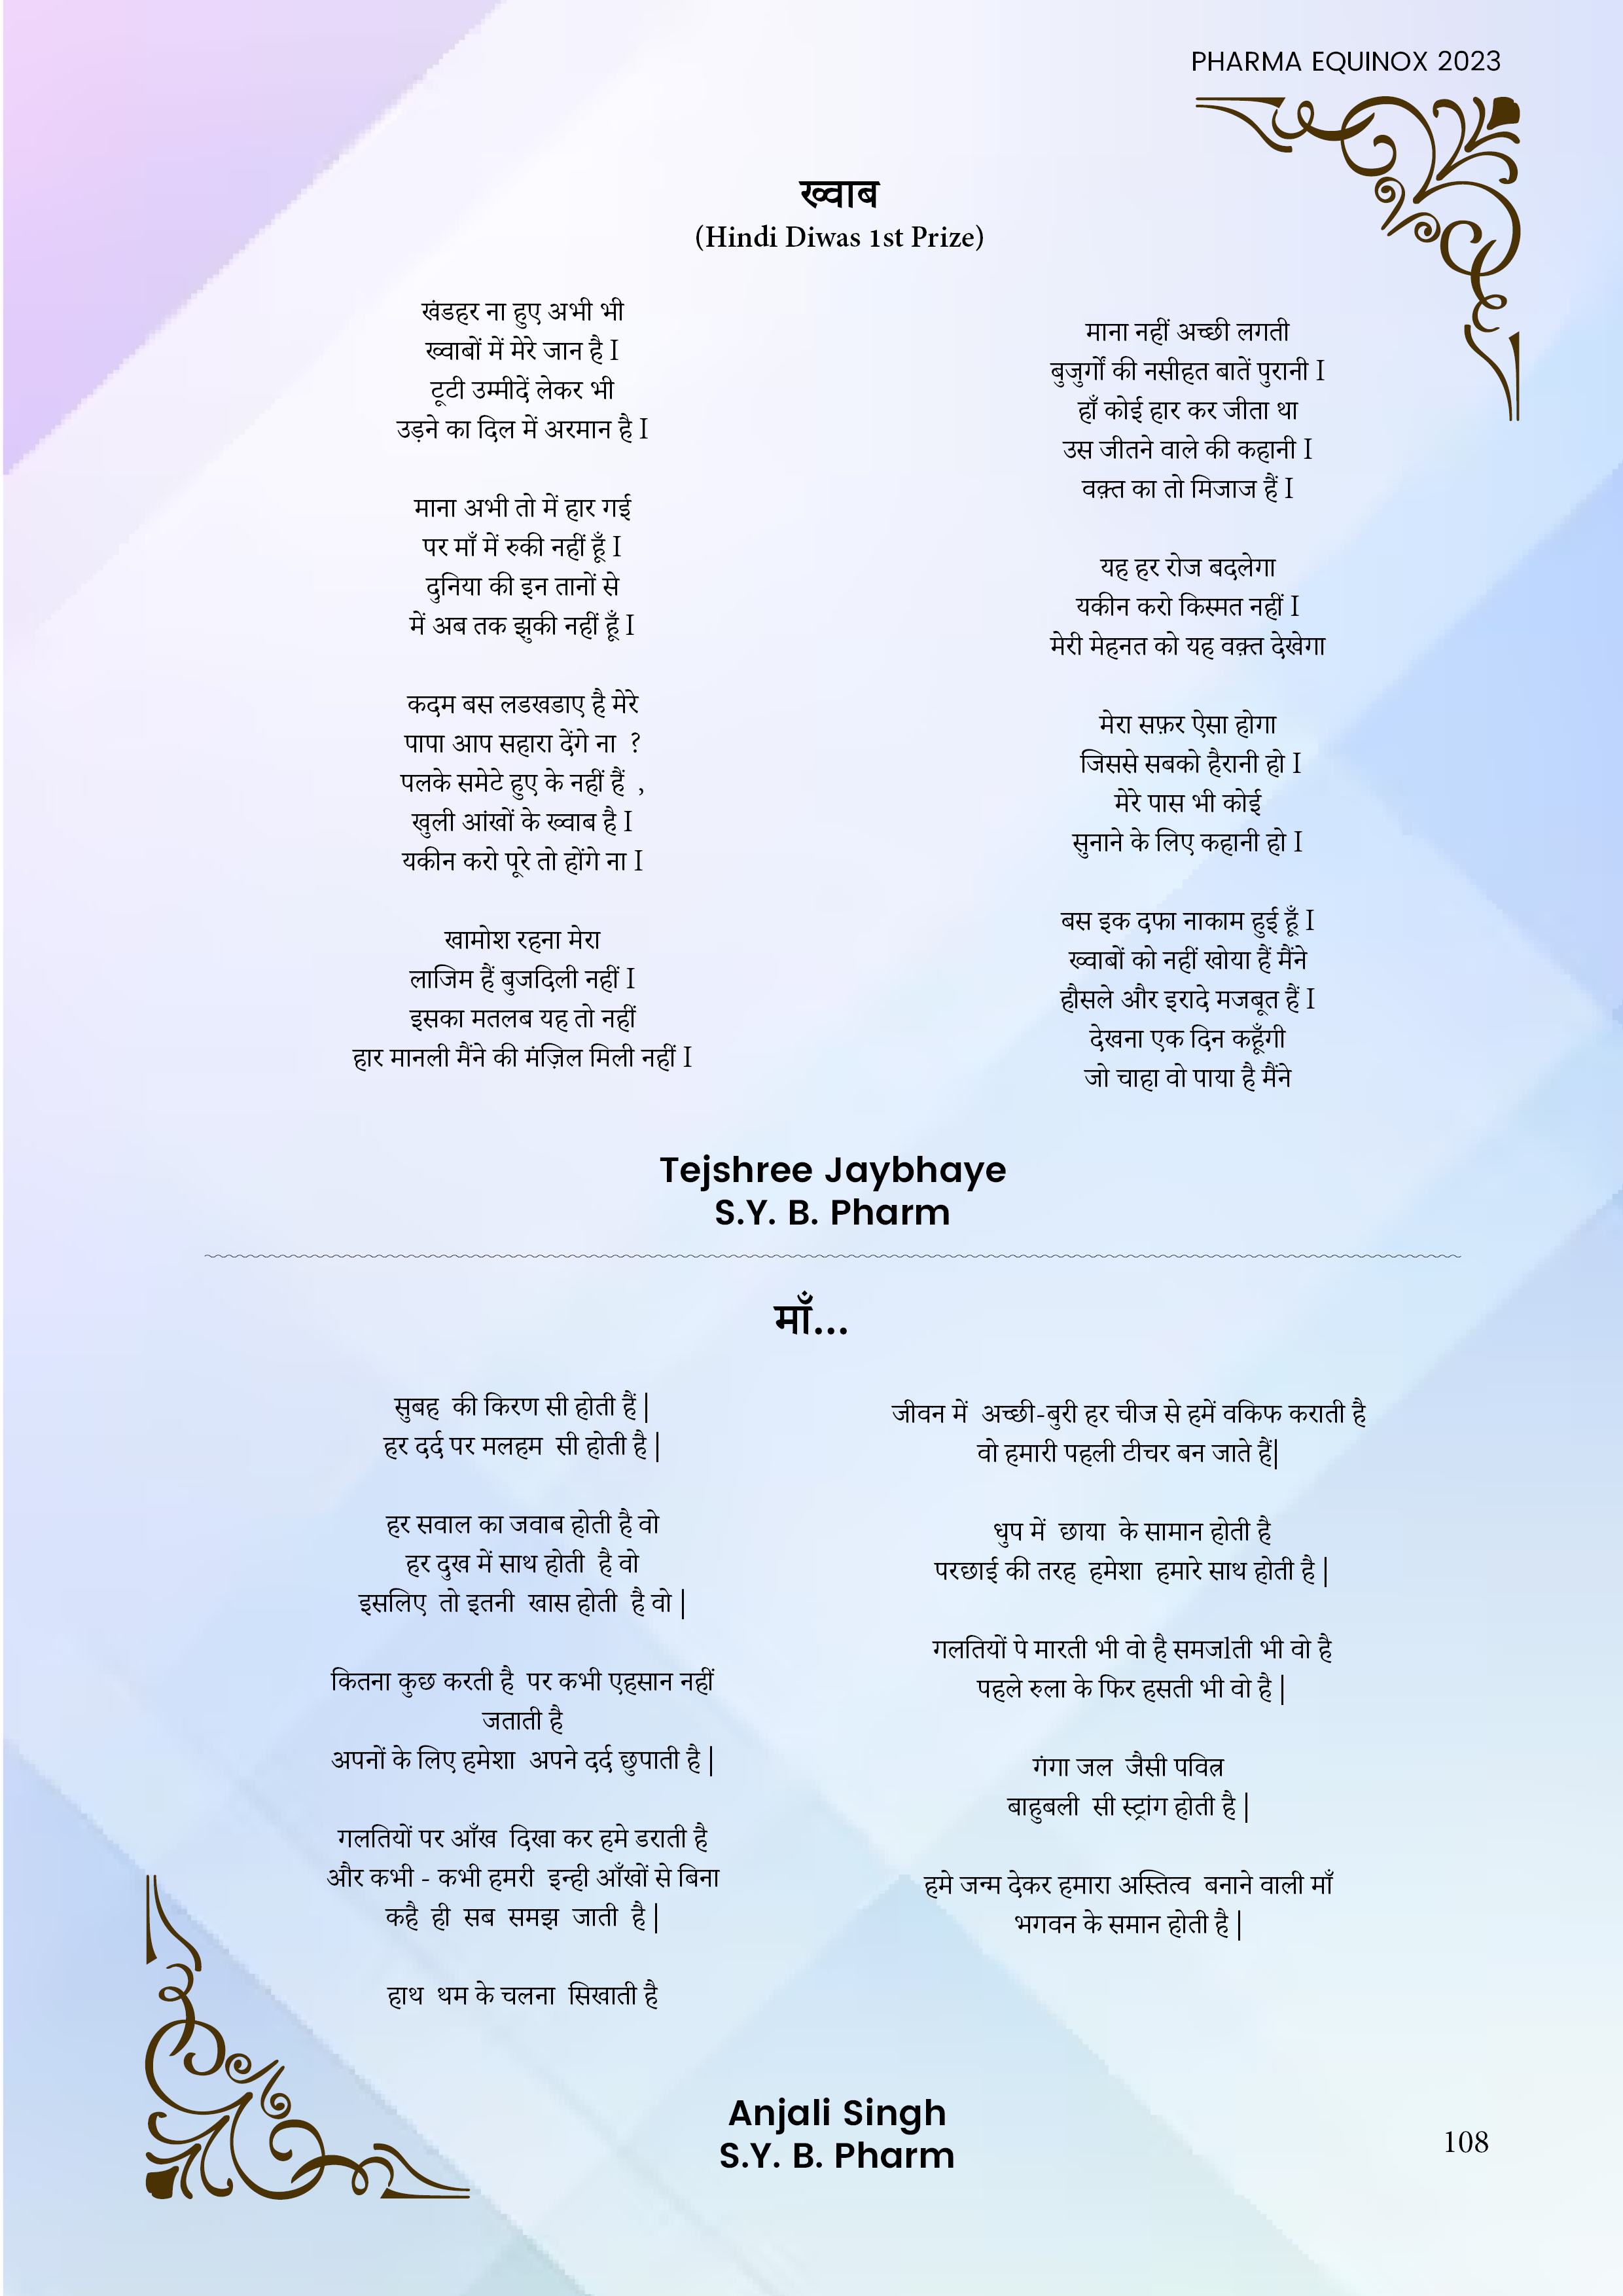 PHARMA EQUINOX 2023
ख्वाब
(Hindi Diwas 1st Prize)
खंडहर ना हुए अभी भी
ख्वाबों में मेरे जान है I
टूटी उम्मीदें लेकर भी
उड़ने का दिल में अरमान है I
माना अभी तो में हार गई
पर माँ में रुकी नहीं हूँ I
दुनिया की इन तानों से
में अब तक झुकी नहीं हूँ I
कदम बस लडखडाए है मेरे
पापा आप सहारा देंगे ना ?
पलके समेटे हुए के नहीं हैं ,
खुली आंखों के ख्वाब है I
यकीन करो पूरे तो होंगे ना I
खामोश रहना मेरा
लाजिम हैं बुजदिली नहीं I
इसका मतलब यह तो नहीं
हार मानली मैंने की मंज़िल मिली नहीं I
माना नहीं अच्छी लगती
बुजुर्गों की नसीहत बातें पुरानी I
हाँ कोई हार कर जीता था
उस जीतने वाले की कहानी I
वक़्त का तो मिजाज हैं I
यह हर रोज बदलेगा
यकीन करो किस्मत नहीं I
मेरी मेहनत को यह वक़्त देखेगा
मेरा सफ़र ऐसा होगा
जिससे सबको हैरानी हो I
मेरे पास भी कोई
सुनाने के लिए कहानी हो I
बस इक दफा नाकाम हुई हूँ I
ख्वाबों को नहीं खोया हैं मैंने
हौसले और इरादे मजबूत हैं I
देखना एक दिन कहूँगी
जो चाहा वो पाया है मैंने
Tejshree Jaybhaye
S.Y. B. Pharm
माँ...
सुबह की किरण सी होती हैं |
हर दर्द पर मलहम सी होती है |
हर सवाल का जवाब होती है वो
हर दुख में साथ होती है वो
इसलिए तो इतनी खास होती है वो |
कितना कुछ करती है पर कभी एहसान नहीं
जताती है
अपनों के लिए हमेशा अपने दर्द छुपाती है |
गलतियों पर आँख दिखा कर हमे डराती है
और कभी - कभी हमरी इन्ही आँखों से बिना
कहै ही सब समझ जाती है |
हाथ थम के चलना सिखाती है
जीवन में अच्छी-बुरी हर चीज से हमें वकिफ कराती है
वो हमारी पहली टीचर बन जाते हैं|
धुप में छाया के सामान होती है
परछाई की तरह हमेशा हमारे साथ होती है |
गलतियों पे मारती भी वो है समजlती भी वो है
पहले रुला के फिर हसती भी वो है |
गंगा जल जैसी पवित्र
बाहुबली सी स्ट्रांग होती है |
हमे जन्म देकर हमारा अस्तित्व बनाने वाली माँ
भगवन के समान होती है |
Anjali Singh
S.Y. B. Pharm
108